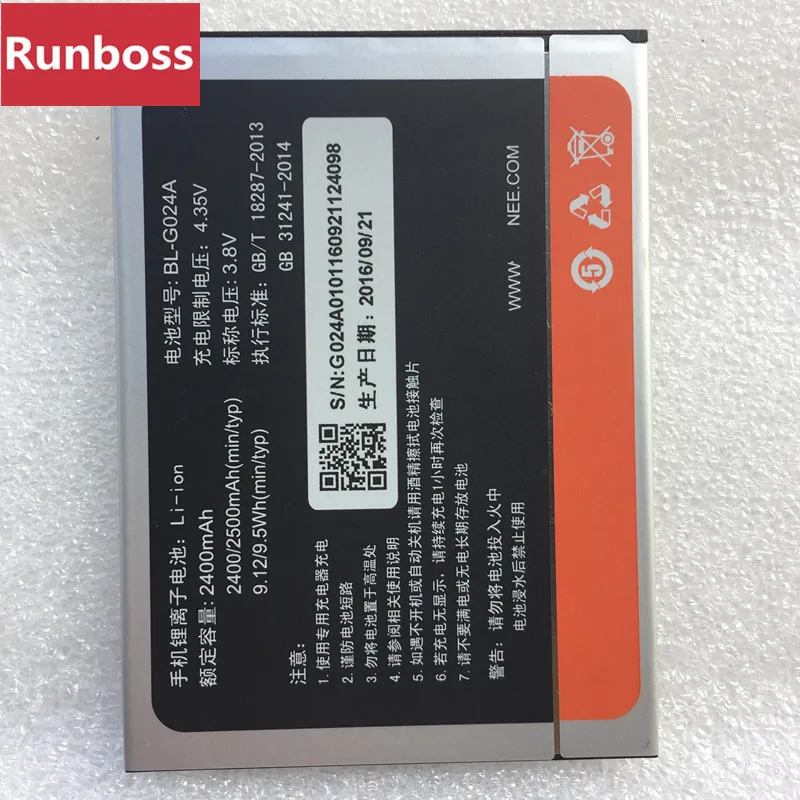 Runboss
手机锂离子电池：Li-ion
电池型号：BL-G024A
额定容量：2400mAh
充电限制电压：4.35V
2400/2500mAh(min/typ)
标称电压：3.8V
9.12/9.5Wh(min/typ)
执行标准：GB/T 18287-2013
GB 31241-2014
注意：
1.使用专用充电器充电
2.谨防电池短路
3.勿将电池置于高温处
4.请参阅相关使用说明
5.如遇不开机或自动关机请用酒精擦拭电池接触片
6.若充电无显示，请持续充电1小时再次检查
7.请不要满电或无电长期存放电池
S/N:G024A0101160921124098
生产日期：2016/09/21
警告：请勿将电池投入火中
电池浸水后禁止使用
WWW NEE.COM
5